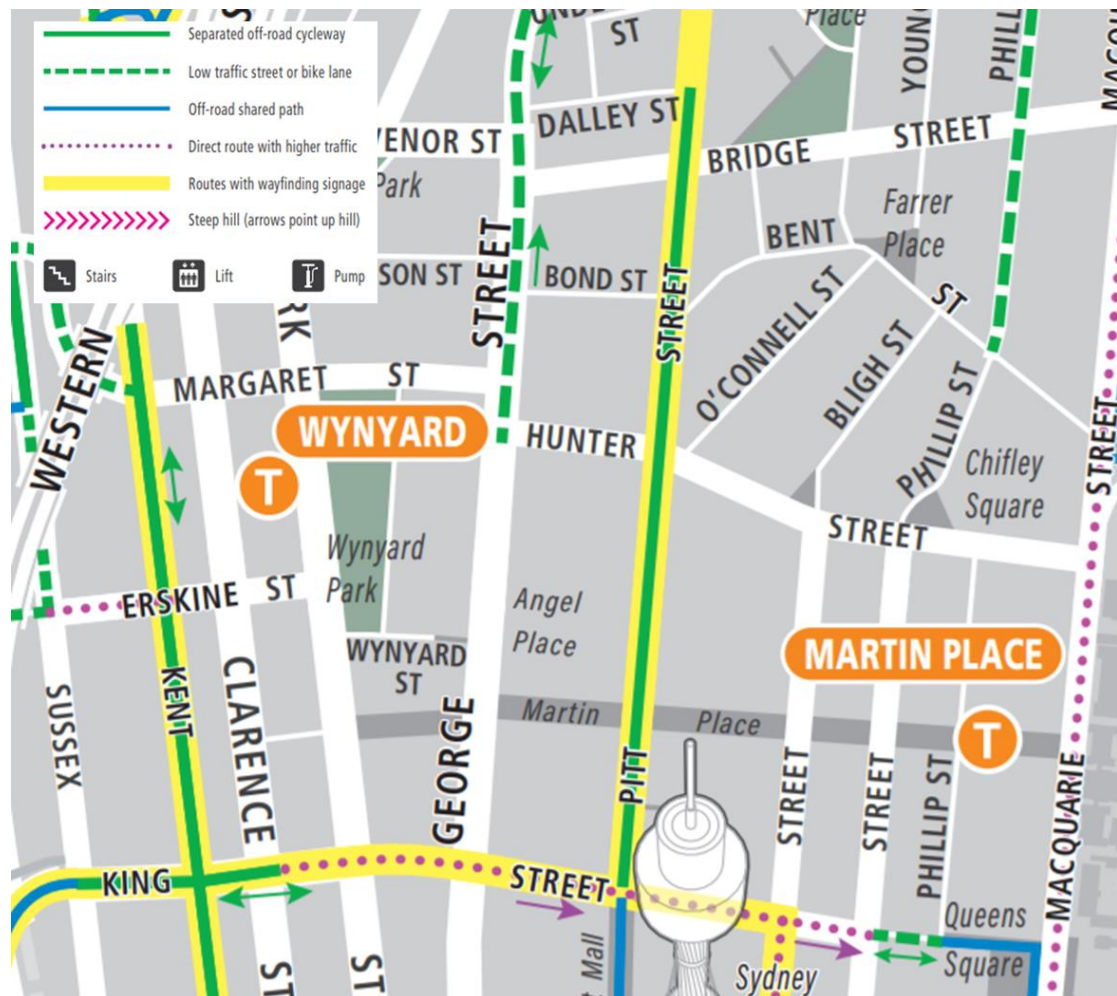 Separated off-road cycleway
Low traffic street or bike lane
Off-road shared path
Direct route with higher traffic
Routes with wayfinding signage
Steep hill (arrows point up hill)
Stairs
Lift
Pump
ST
Place
DALLEY ST
VENOR ST
Park
BRIDGE STREET
YOUNG
PHILL
MACQU
Farrer
Place
BENT ST
SON ST
BOND ST
STREET
STREET
RK
O'CONNELL ST
BLIGH ST
PHILLIP ST
WESTERN
MARGARET ST
WYNYARD
T
HUNTER STREET
Chifley
Square
STREET
Wynyard
Park
ERSKINE ST
Angel
Place
WYNYARD
ST
MARTIN PLACE
T
Martin Place
SUSSEX
KENT
CLARENCE
GEORGE
PITT
STREET
STREET
PHILLIP ST
MACQUARIE
KING STREET
Queens
Square
ST
ST
Mall
Sydney